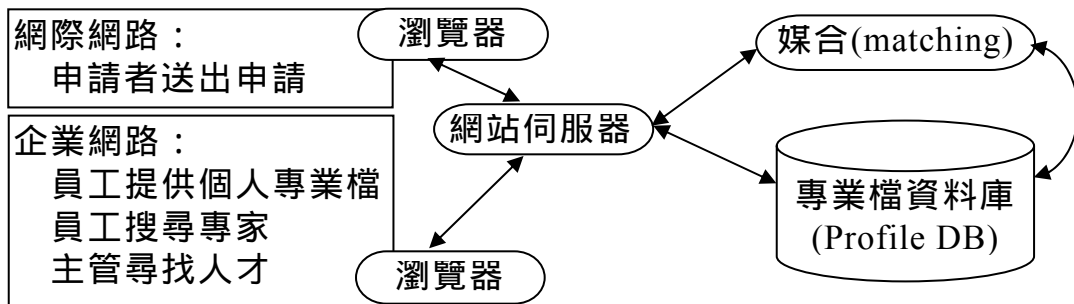 網際網路：
申請者送出申請
瀏覽器
媒合(matching)
網站伺服器
企業網路：
員工提供個人專業檔
員工搜尋專家
主管尋找人才
瀏覽器
專業檔資料庫
(Profile DB)